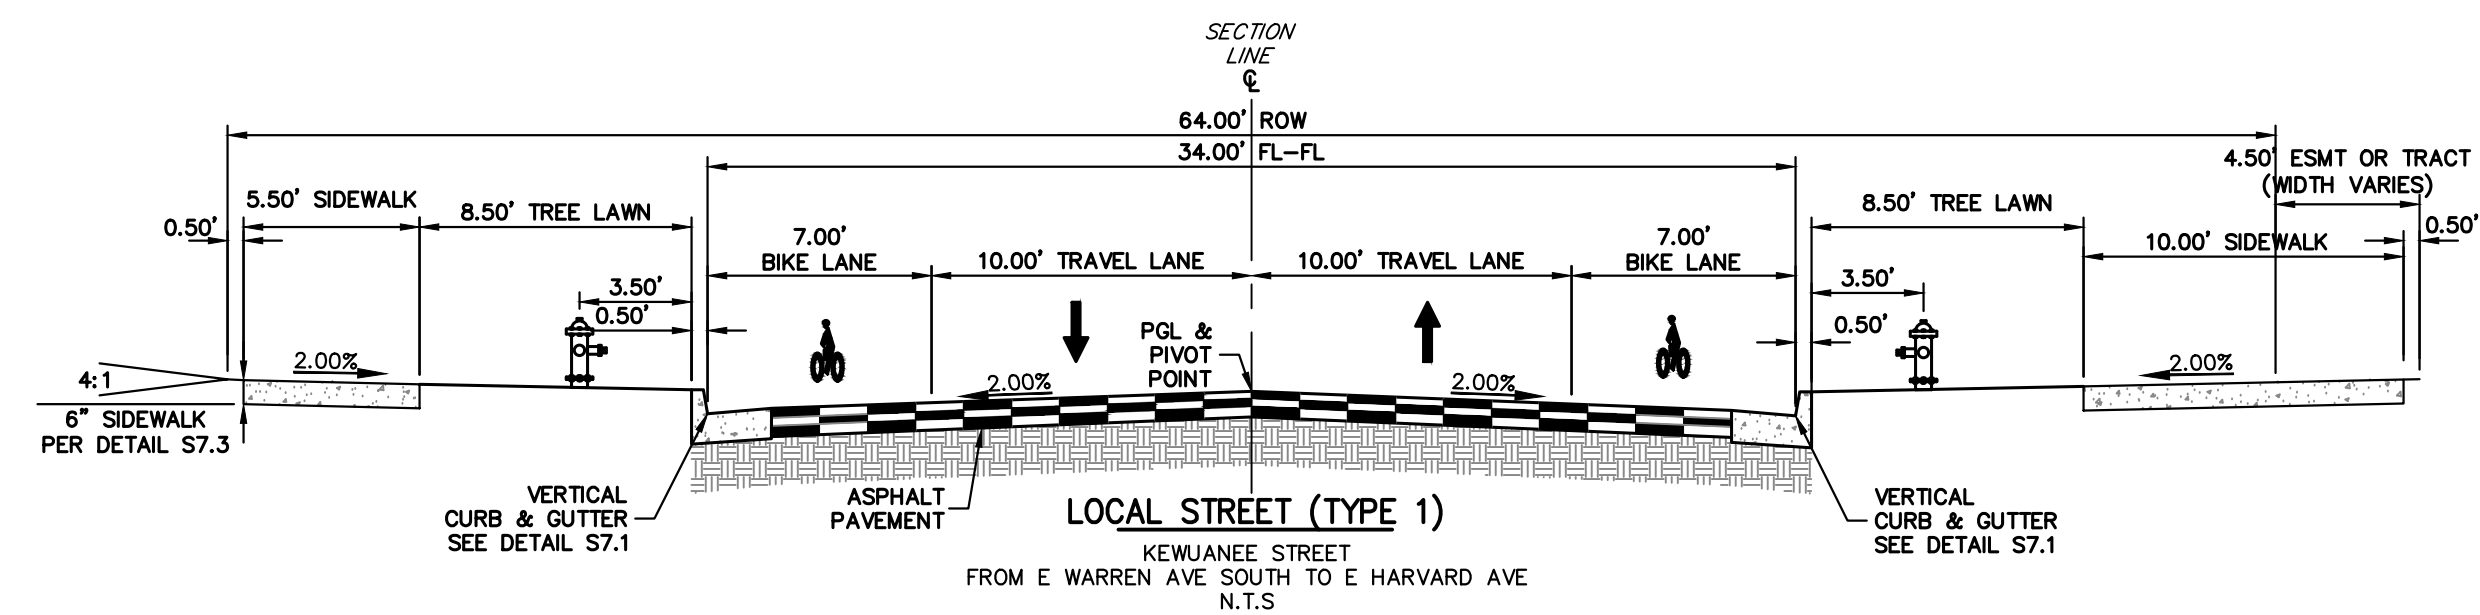 SECTION
LINE
℄
64.00' ROW
34.00' FL-FL
4.50' ESMT OR TRACT
(WIDTH VARIES)
5.50' SIDEWALK
8.50' TREE LAWN
8.50' TREE LAWN
0.50'
0.50'
7.00'
BIKE LANE
10.00' TRAVEL LANE
10.00' TRAVEL LANE
7.00'
BIKE LANE
10.00' SIDEWALK
3.50'
0.50'
3.50'
0.50'
PGL &
PIVOT
POINT
2.00%
2.00%
2.00%
2.00%
4:1
6" SIDEWALK
PER DETAIL S7.3
VERTICAL
CURB & GUTTER
SEE DETAIL S7.1
ASPHALT
PAVEMENT
VERTICAL
CURB & GUTTER
SEE DETAIL S7.1
LOCAL STREET (TYPE 1)
KEWUANEE STREET
FROM E WARREN AVE SOUTH TO E HARVARD AVE
N.T.S